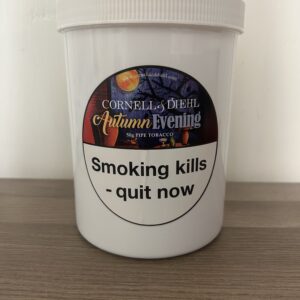 CORNELL & DIEHL
Autumn Evening
50g PIPE TOBACCO
Smoking kills
- quit now